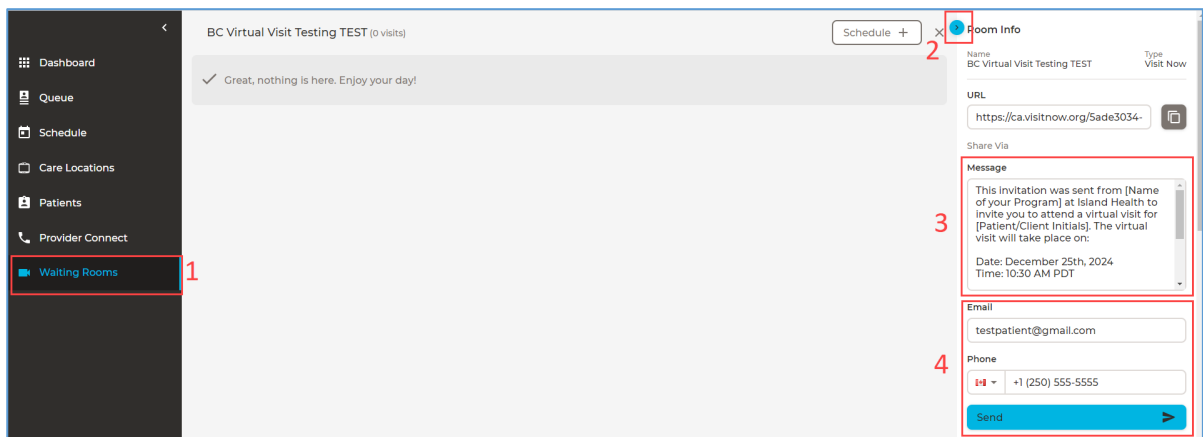 Dashboard
Queue
Schedule
Care Locations
Patients
Provider Connect
Waiting Rooms
1
BC Virtual Visit Testing TEST (0 visits)
Schedule +
Great, nothing is here. Enjoy your day!
2
Room Info
Name
BC Virtual Visit Testing TEST
Type
Visit Now
URL
https://ca.visitnow.org/5ade3034-
Share Via
3
Message
This invitation was sent from [Name
of your Program] at Island Health to
invite you to attend a virtual visit for
[Patient/Client Initials]. The virtual
visit will take place on:
Date: December 25th, 2024
Time: 10:30 AM PDT
4
Email
testpatient@gmail.com
Phone
+1 (250) 555-5555
Send